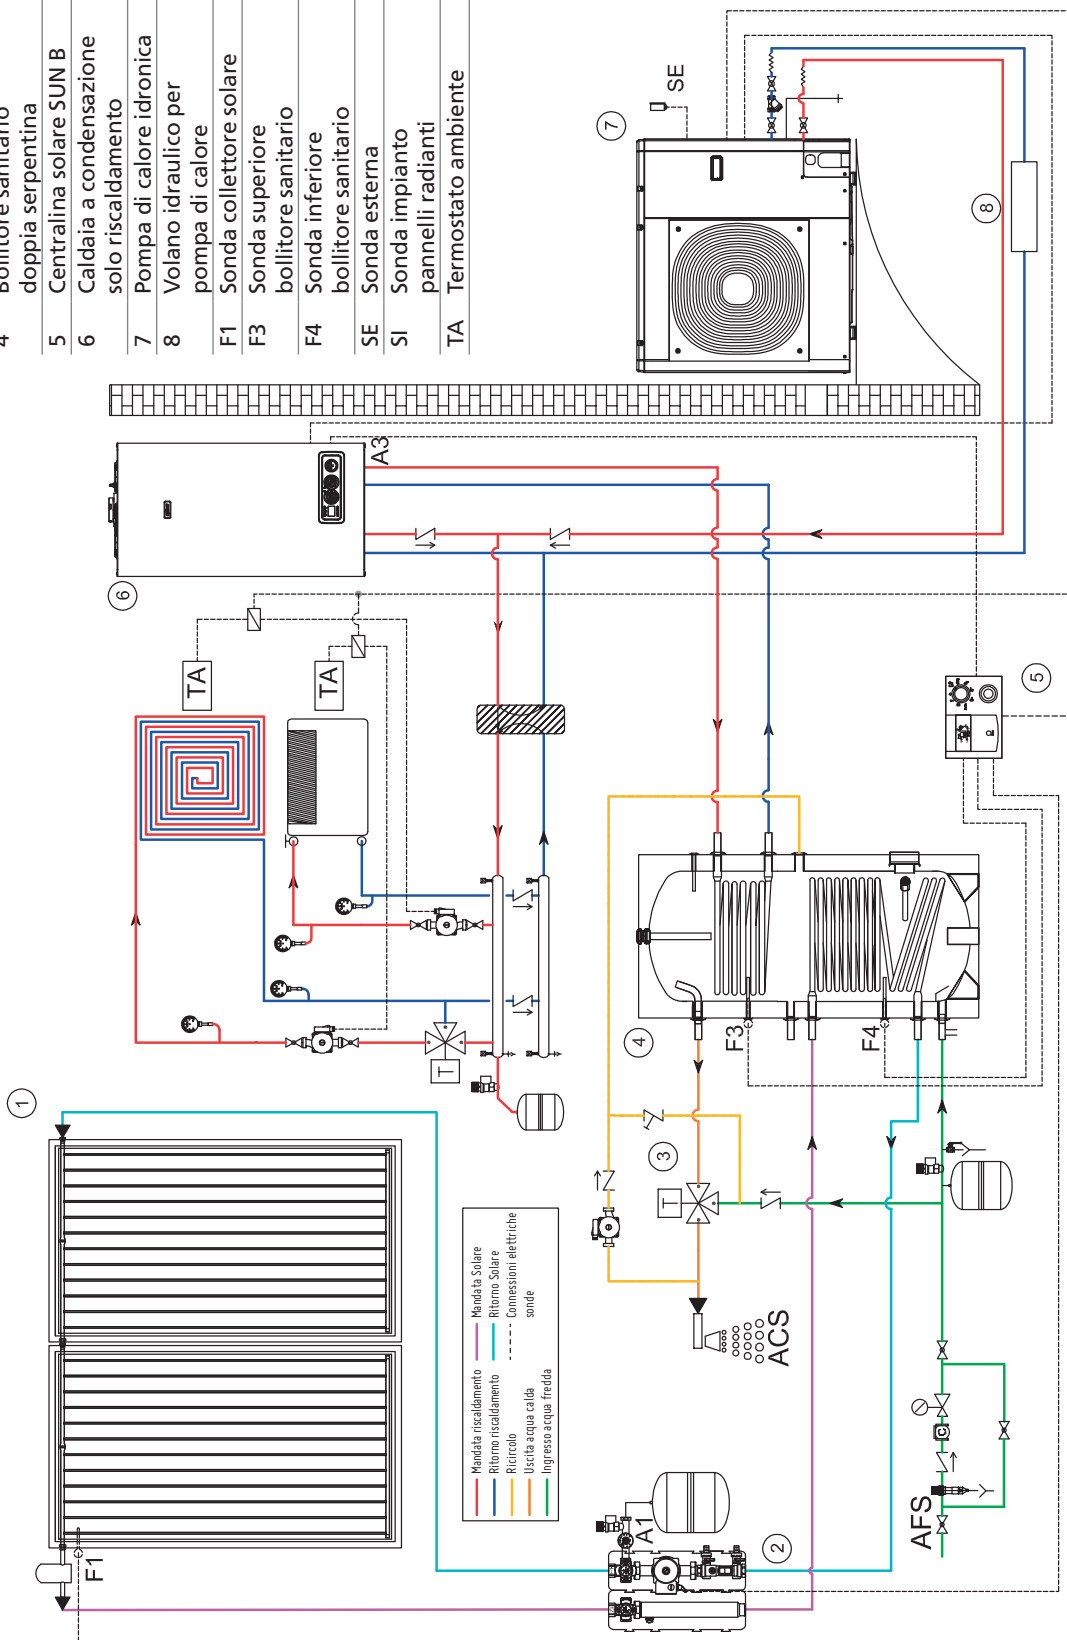 4 Bollitore sanitario
doppia serpentina
5 Centralina solare SUN B
6 Caldaia a condensazione
solo riscaldamento
7 Pompa di calore idronica
8 Volano idraulico per
pompa di calore
F1 Sonda collettore solare
F3 Sonda superiore
bollitore sanitario
F4 Sonda inferiore
bollitore sanitario
SE Sonda esterna
SI Sonda impianto
pannelli radianti
TA Termostato ambiente
1
F1
Mandata riscaldamento
Ritorno riscaldamento
Ricircolo
Uscita acqua calda
Ingresso acqua fredda
Mandata Solare
Ritorno Solare
Connessioni elettriche
sonde
A1
2
AFS
C
ACS
T
3
4
F3
F4
T
TA
TA
6
A3
5
7
SE
8